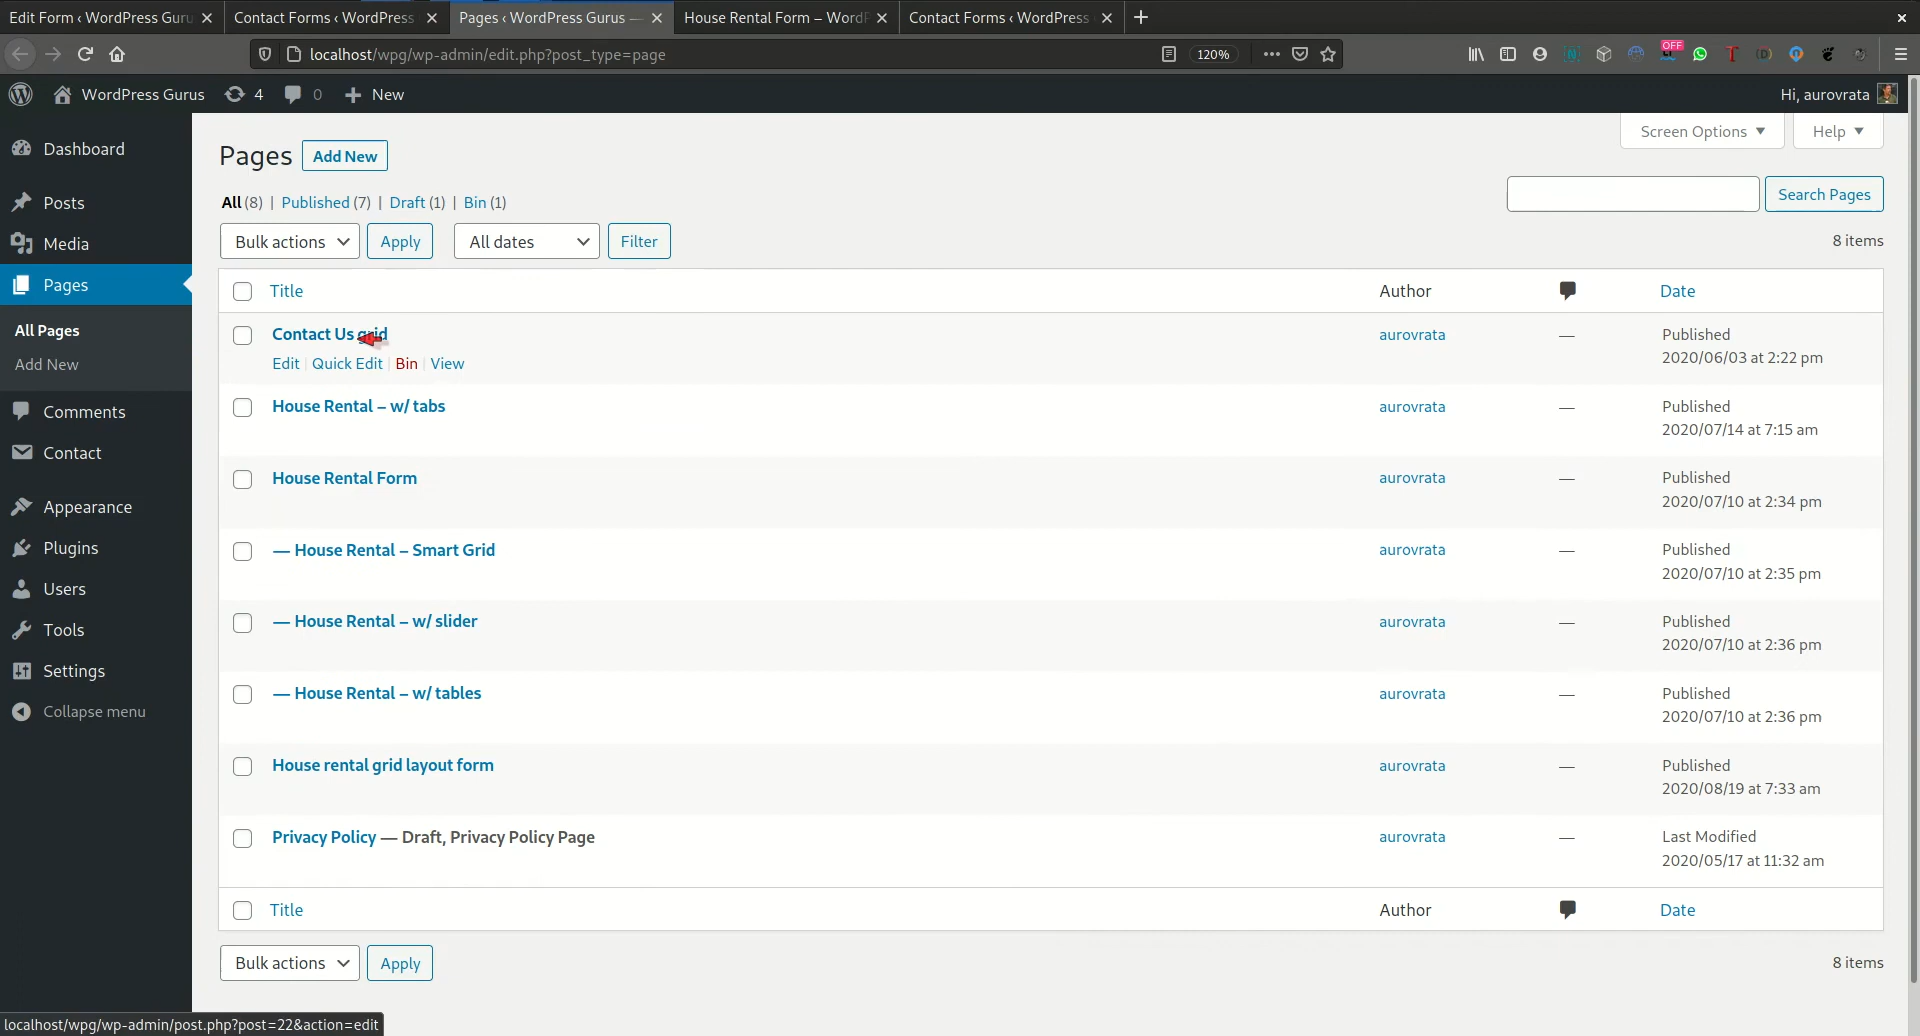 Edit Form ‹ WordPress Guru
Contact Forms ‹ WordPress
Pages ‹ WordPress Gurus —
House Rental Form – WordP
Contact Forms ‹ WordPress
localhost/wpg/wp-admin/edit.php?post_type=page
120%
OFF
WordPress Gurus
4
0
New
Hi, aurovrata
Dashboard
Posts
Media
Pages
All Pages
Add New
Comments
Contact
Appearance
Plugins
Users
Tools
Settings
Collapse menu
Screen Options
Help
Pages
Add New
All (8) | Published (7) | Draft (1) | Bin (1)
Search Pages
Bulk actions
Apply
All dates
Filter
8 items
Title
Author
Date
Contact Us grid
aurovrata
—
Published
2020/06/03 at 2:22 pm
Edit | Quick Edit | Bin | View
House Rental – w/ tabs
aurovrata
—
Published
2020/07/14 at 7:15 am
House Rental Form
aurovrata
—
Published
2020/07/10 at 2:34 pm
— House Rental – Smart Grid
aurovrata
—
Published
2020/07/10 at 2:35 pm
— House Rental – w/ slider
aurovrata
—
Published
2020/07/10 at 2:36 pm
— House Rental – w/ tables
aurovrata
—
Published
2020/07/10 at 2:36 pm
House rental grid layout form
aurovrata
—
Published
2020/08/19 at 7:33 am
Privacy Policy — Draft, Privacy Policy Page
aurovrata
—
Last Modified
2020/05/17 at 11:32 am
Title
Author
Date
Bulk actions
Apply
8 items
localhost/wpg/wp-admin/post.php?post=22&action=edit